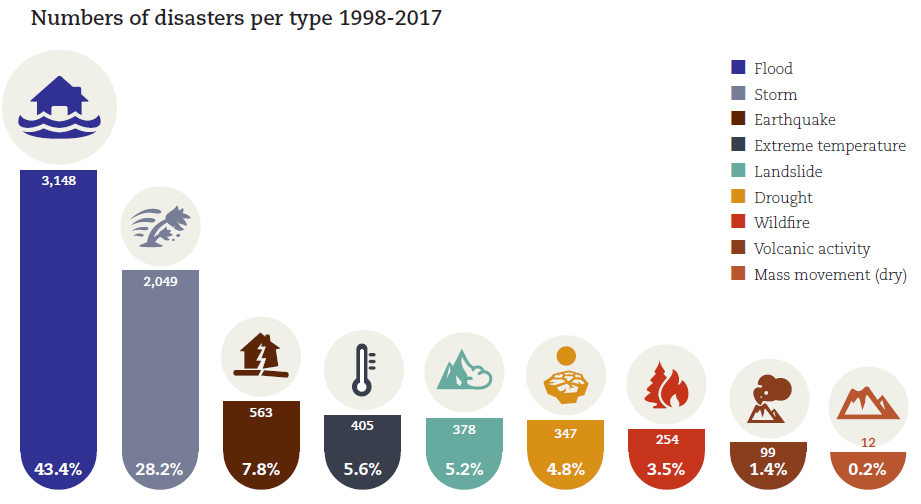 Numbers of disasters per type 1998-2017
Flood
Storm
Earthquake
Extreme temperature
Landslide
Drought
Wildfire
Volcanic activity
Mass movement (dry)
3,148
43.4%
2,049
28.2%
563
7.8%
405
5.6%
378
5.2%
347
4.8%
254
3.5%
99
1.4%
12
0.2%